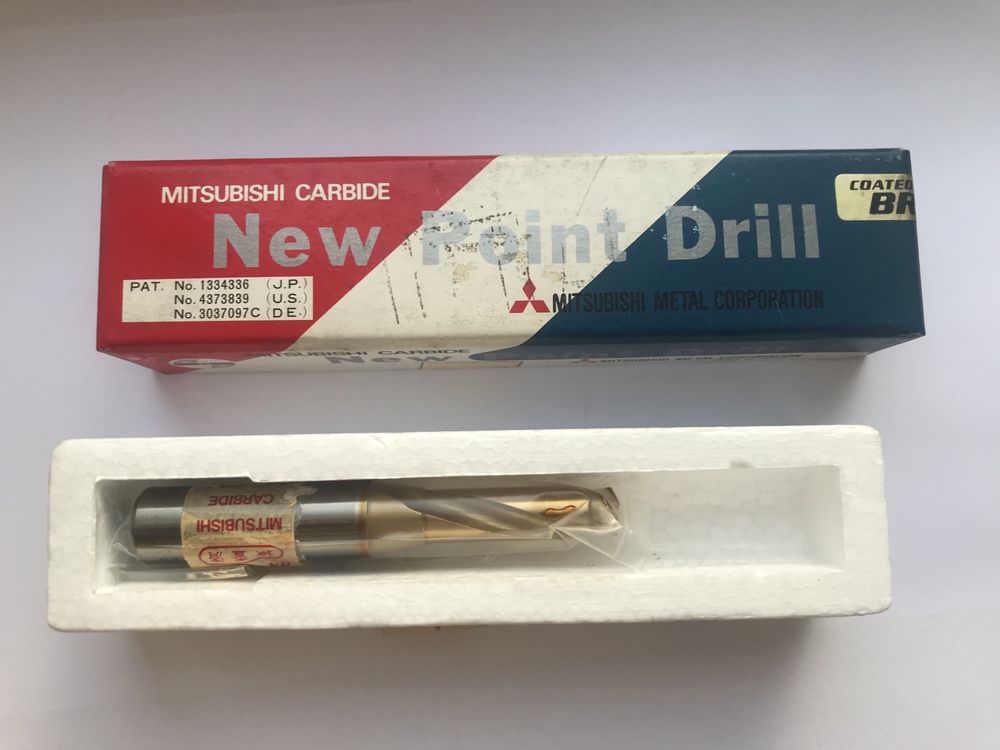 MITSUBISHI CARBIDE
New Point Drill
COATED
BR
PAT. No. 1334336 (J.P.)
No. 4373839 (U.S.)
No. 3037097C (DE.)
MITSUBISHI METAL CORPORATION
MITSUBISHI CARBIDE
New
MITSUBISHI
CARBIDE